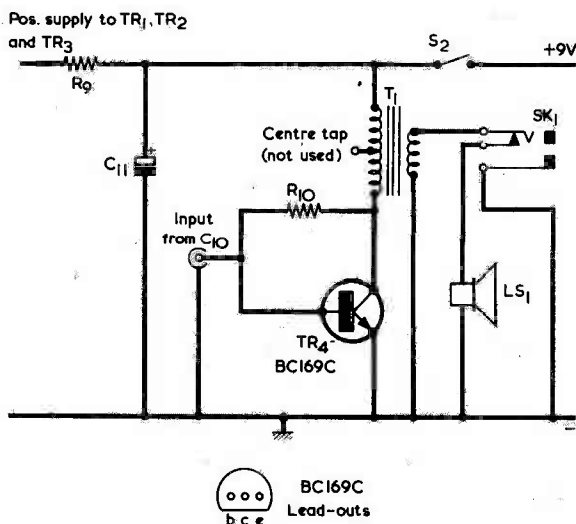 Pos. supply to TR1, TR2
and TR3
R9
S2
+9V
T1
SK1
Centre tap
(not used)
C11
+
R10
Input
from C10
TR4
BC169C
LS1
–
BC169C
Lead-outs
b c e